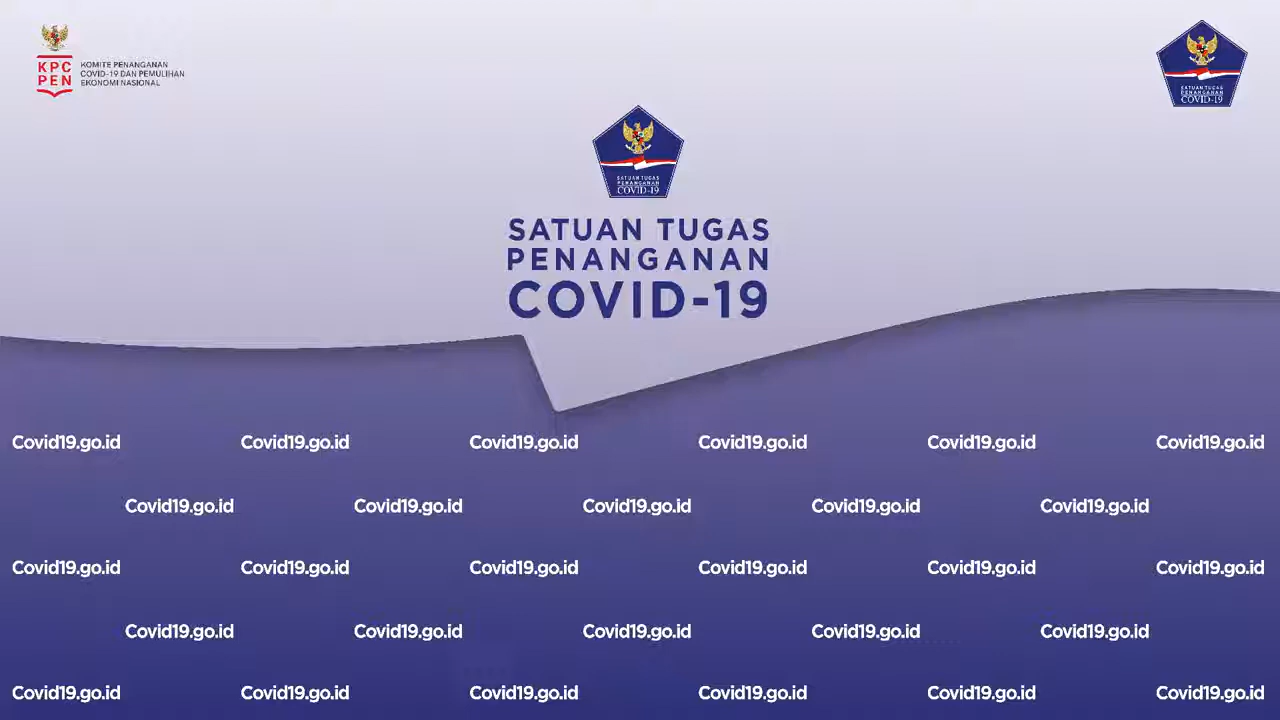 KPC
PEN
KOMITE PENANGANAN
COVID-19 DAN PEMULIHAN
EKONOMI NASIONAL
SATUAN TUGAS
PENANGANAN
COVID-19
SATUAN TUGAS
PENANGANAN
COVID-19
SATUAN TUGAS
PENANGANAN
COVID-19
Covid19.go.id Covid19.go.id Covid19.go.id Covid19.go.id Covid19.go.id Covid19.go.id
Covid19.go.id Covid19.go.id Covid19.go.id Covid19.go.id Covid19.go.id
Covid19.go.id Covid19.go.id Covid19.go.id Covid19.go.id Covid19.go.id Covid19.go.id
Covid19.go.id Covid19.go.id Covid19.go.id Covid19.go.id Covid19.go.id
Covid19.go.id Covid19.go.id Covid19.go.id Covid19.go.id Covid19.go.id Covid19.go.id